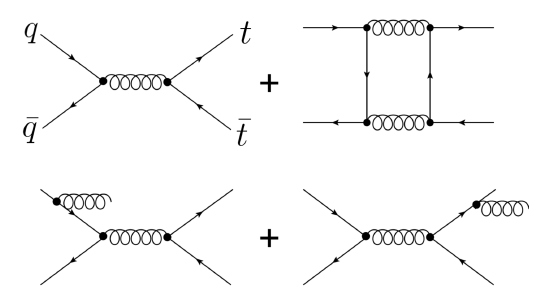 q t
+
q̄ t̄
+